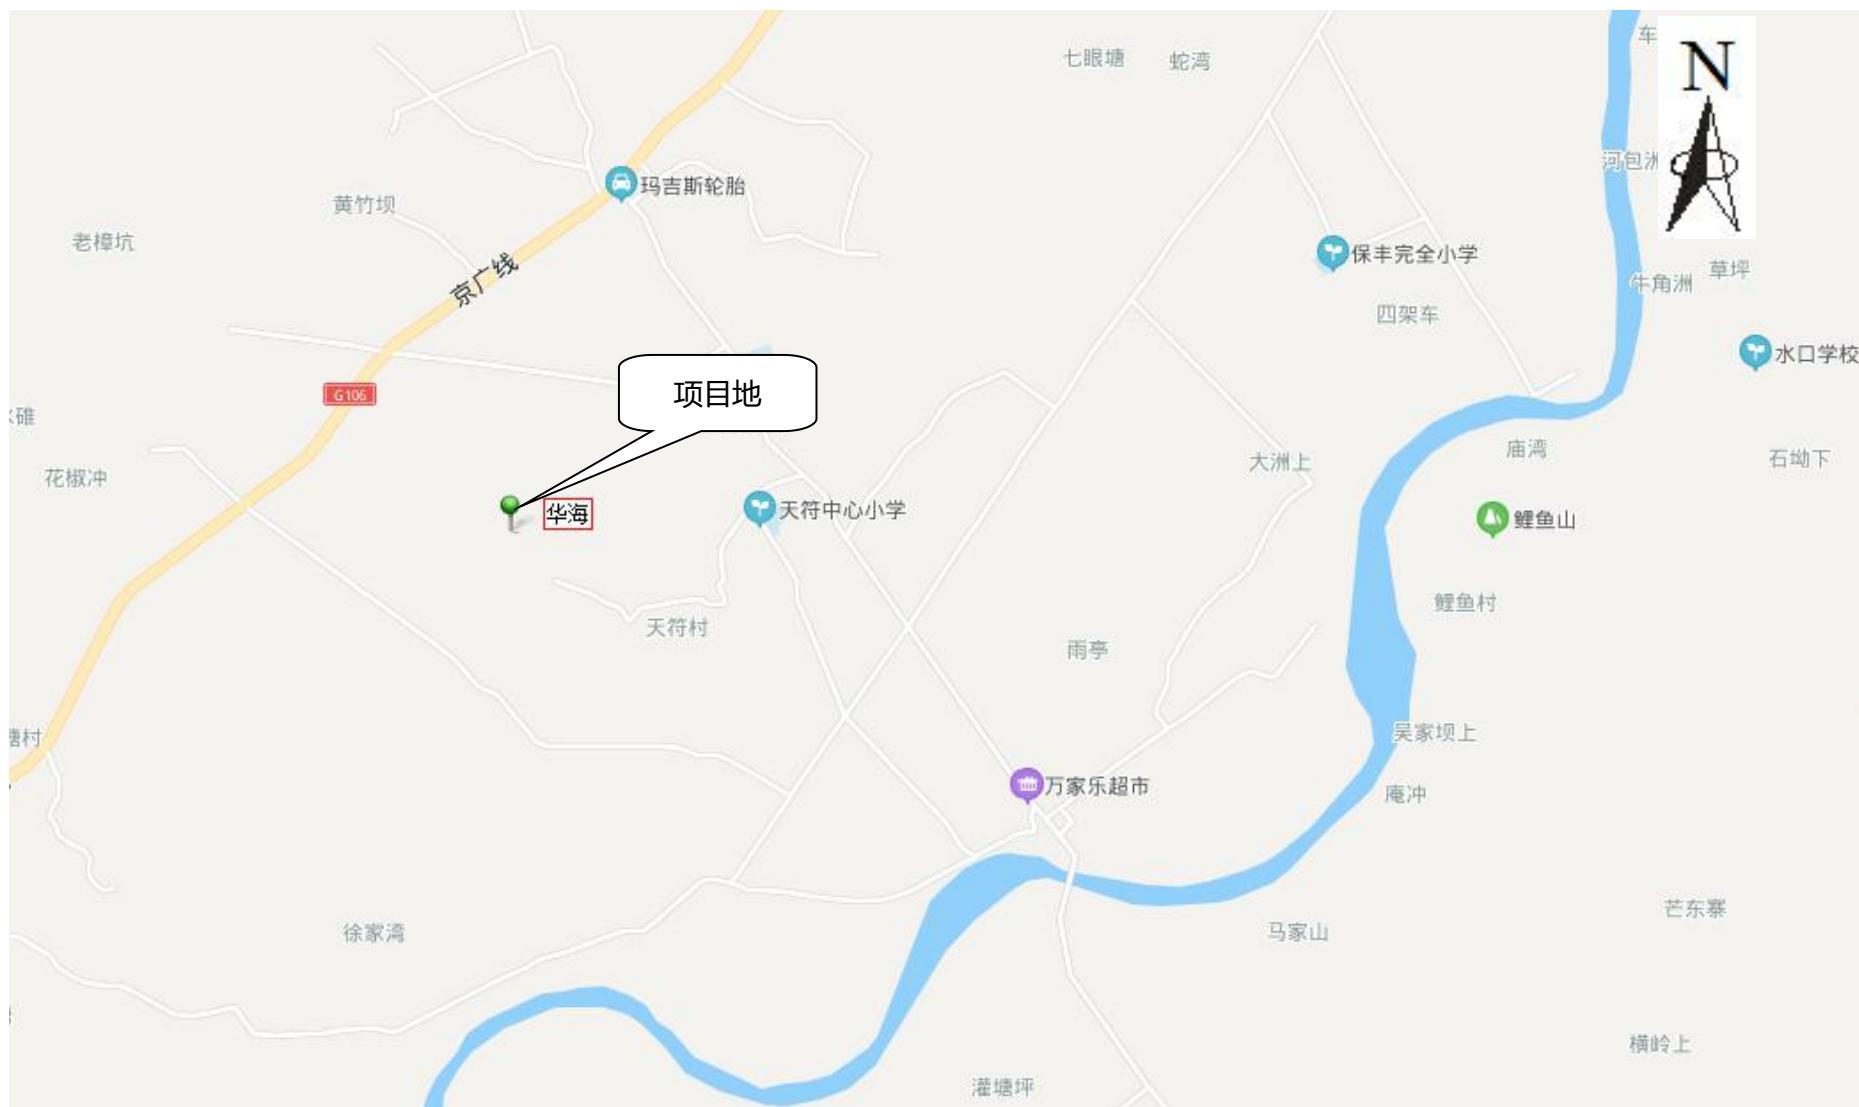 七眼塘
蛇湾
车
N
河包洲
玛吉斯轮胎
黄竹坝
老樟坑
京广线
保丰完全小学
牛角洲
草坪
四架车
水口学校
项目地
G106
碓
花椒冲
大洲上
庙湾
石坳下
华海
天符中心小学
鲤鱼山
鲤鱼村
天符村
雨亭
塘村
吴家坝上
万家乐超市
庵冲
芒东寨
徐家湾
马家山
横岭上
灌塘坪